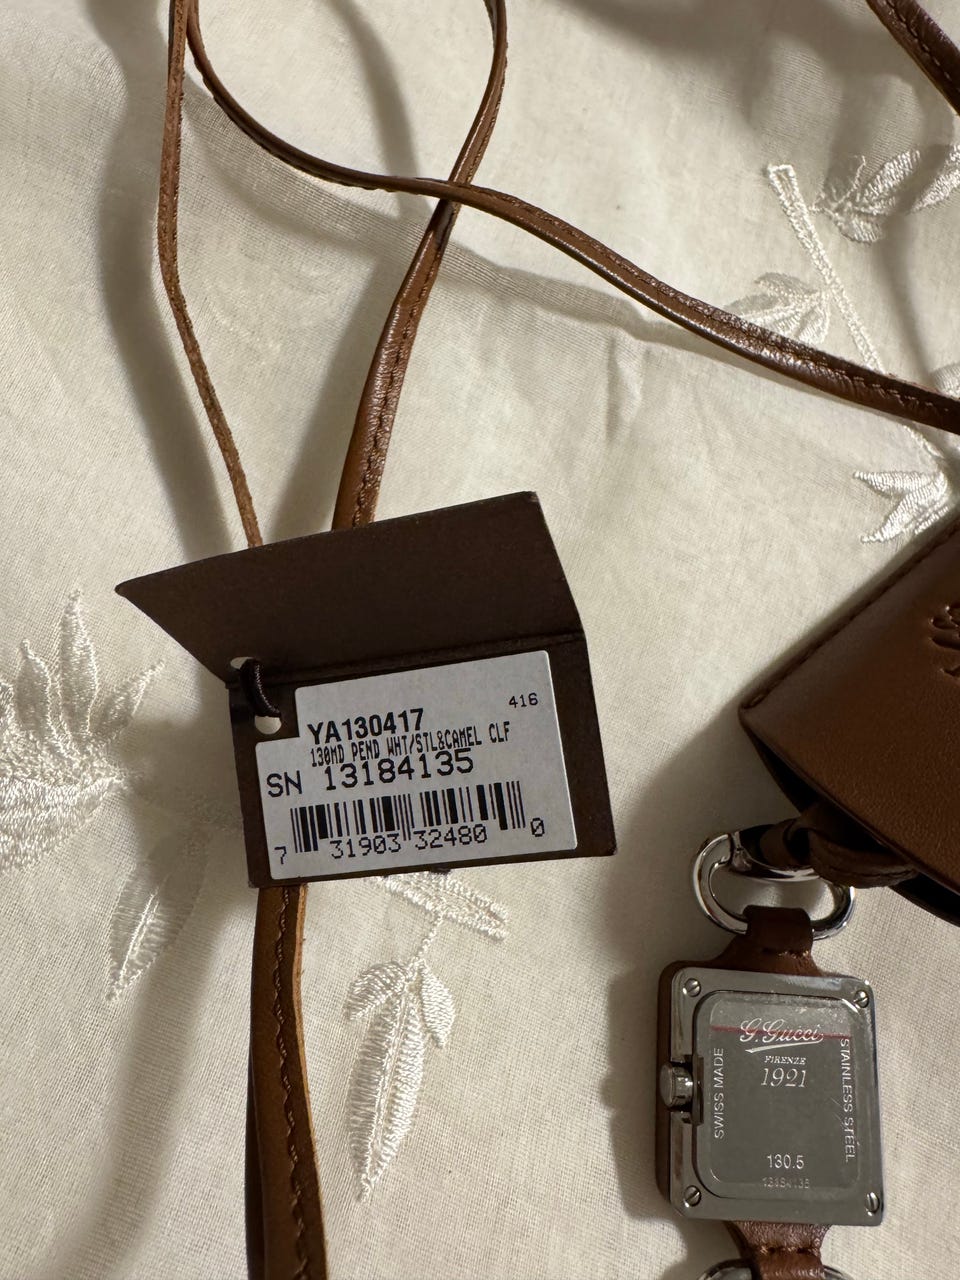 416
YA130417
130MD PEND WHT/STL&CAMEL CLF
SN 13184135
7 31903 32480 0
G.Gucci
FIRENZE
1921
SWISS MADE
STAINLESS STEEL
130.5
13184135